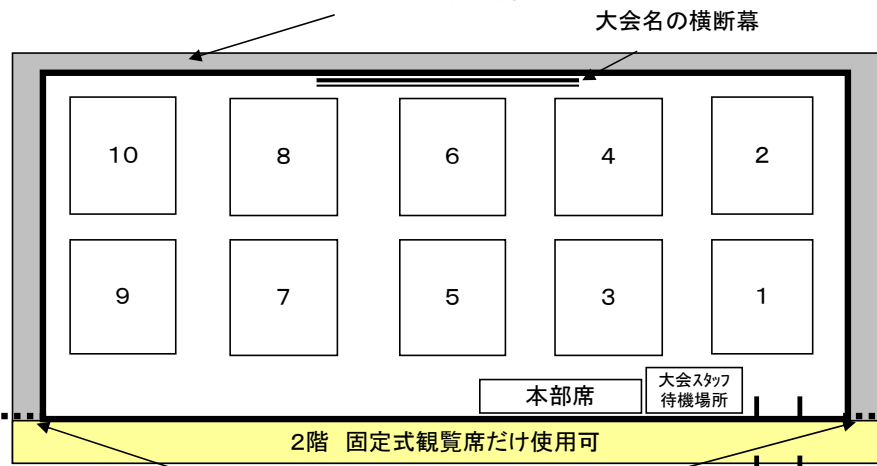 大会名の横断幕
10 8 6 4 2
9 7 5 3 1
本部席
大会スタッフ
待機場所
2階 固定式観覧席だけ使用可